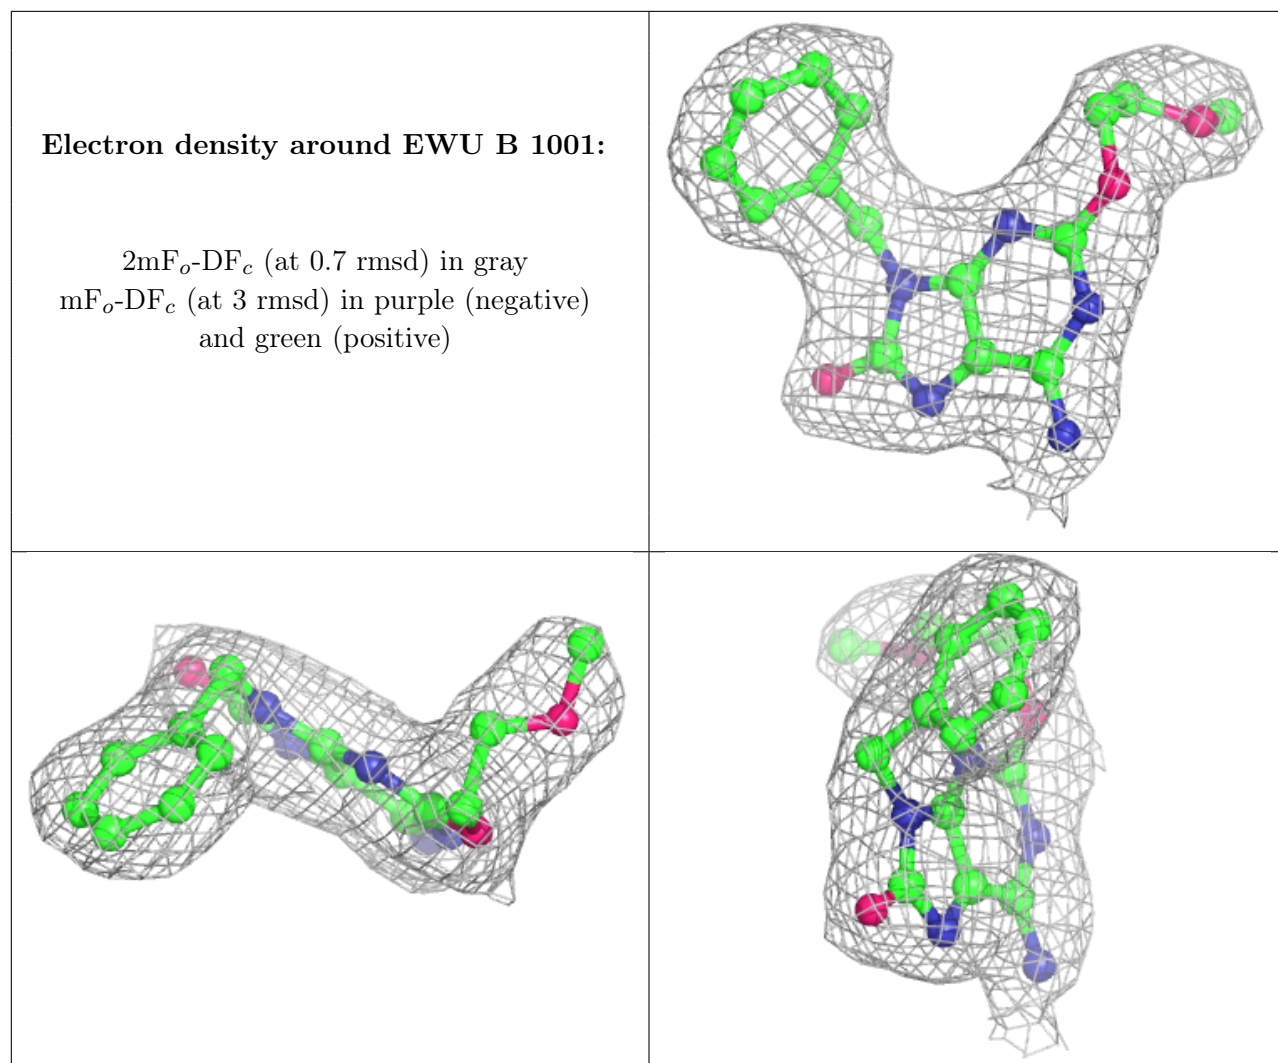 Electron density around EWU B 1001:
2mFo-DFc (at 0.7 rmsd) in gray
mFo-DFc (at 3 rmsd) in purple (negative)
and green (positive)